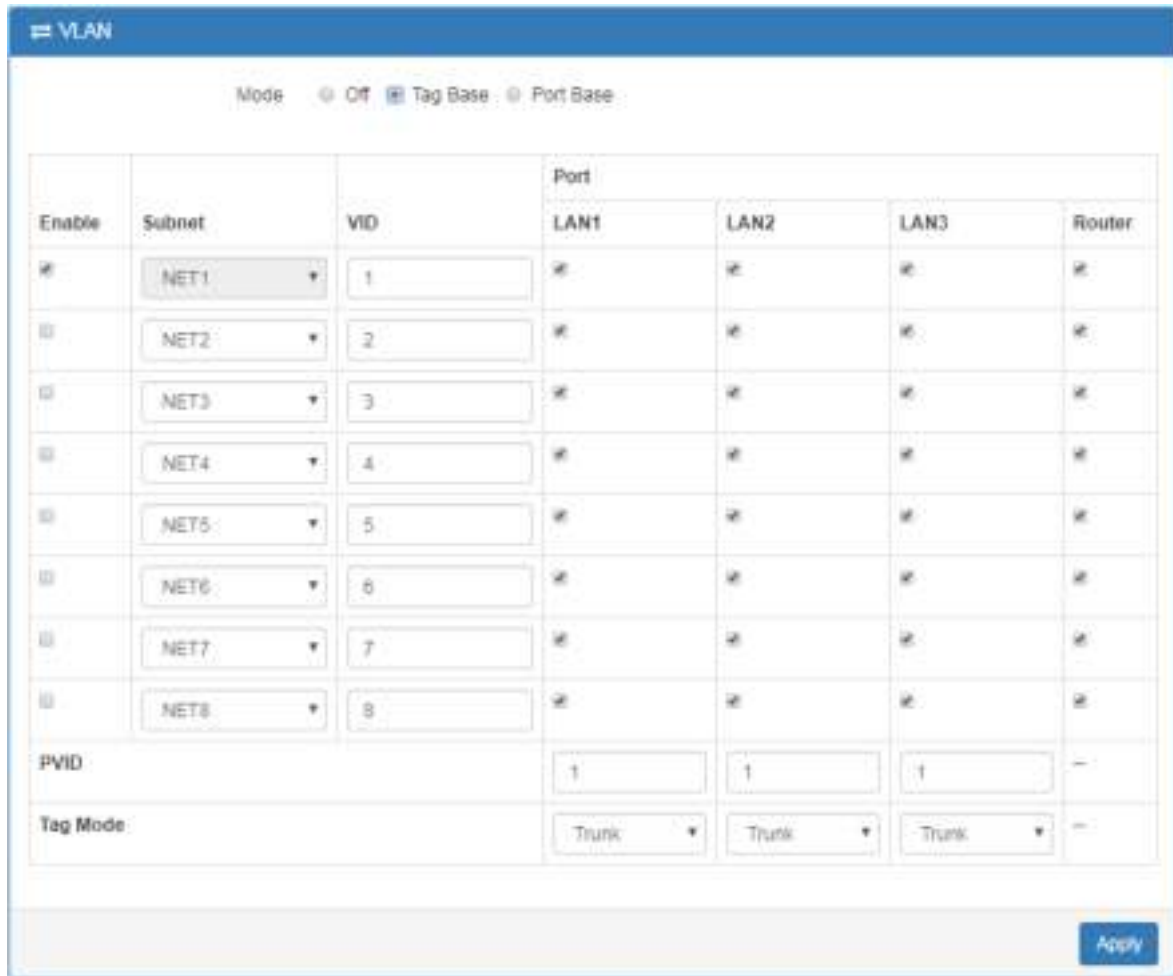 VLAN
Mode Off Tag Base Port Base
Port
Enable Subnet VID LAN1 LAN2 LAN3 Router
NET1 1
NET2 2
NET3 3
NET4 4
NET5 5
NET6 6
NET7 7
NET8 8
PVID 1 1 1 --
Tag Mode Trunk Trunk Trunk --
Apply